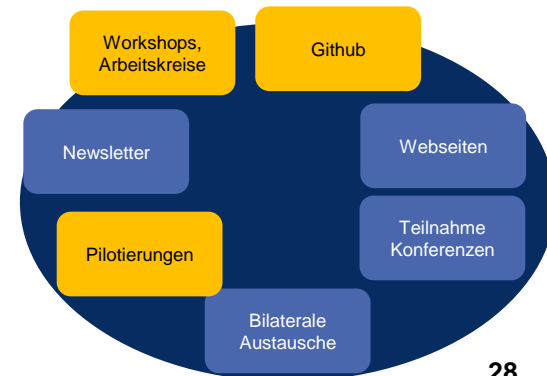 Workshops,
Arbeitskreise
Github
Newsletter
Webseiten
Teilnahme
Konferenzen
Pilotierungen
Bilaterale
Austausche
28